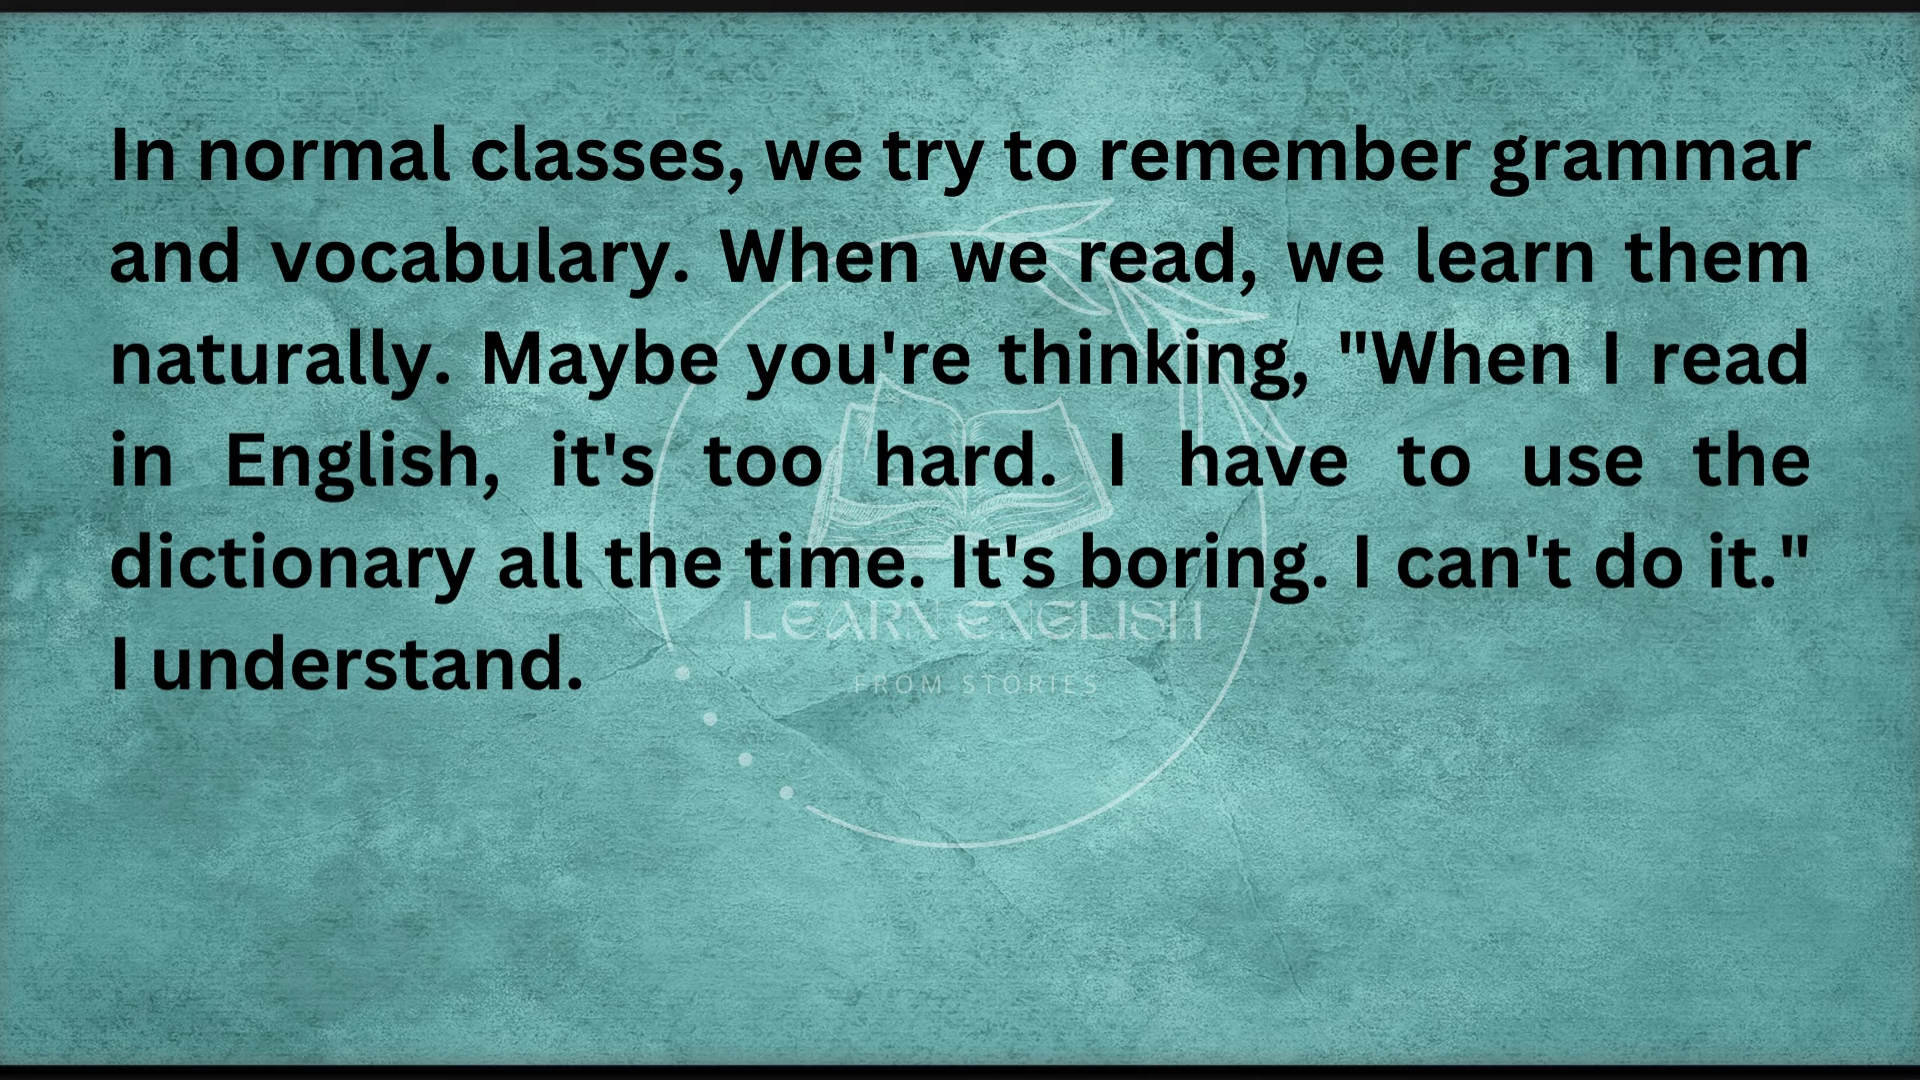 In normal classes, we try to remember grammar
and vocabulary. When we read, we learn them
naturally. Maybe you're thinking, "When I read
in English, it's too hard. I have to use the
dictionary all the time. It's boring. I can't do it."
I understand.
LEARN ENGLISH
FROM STORIES